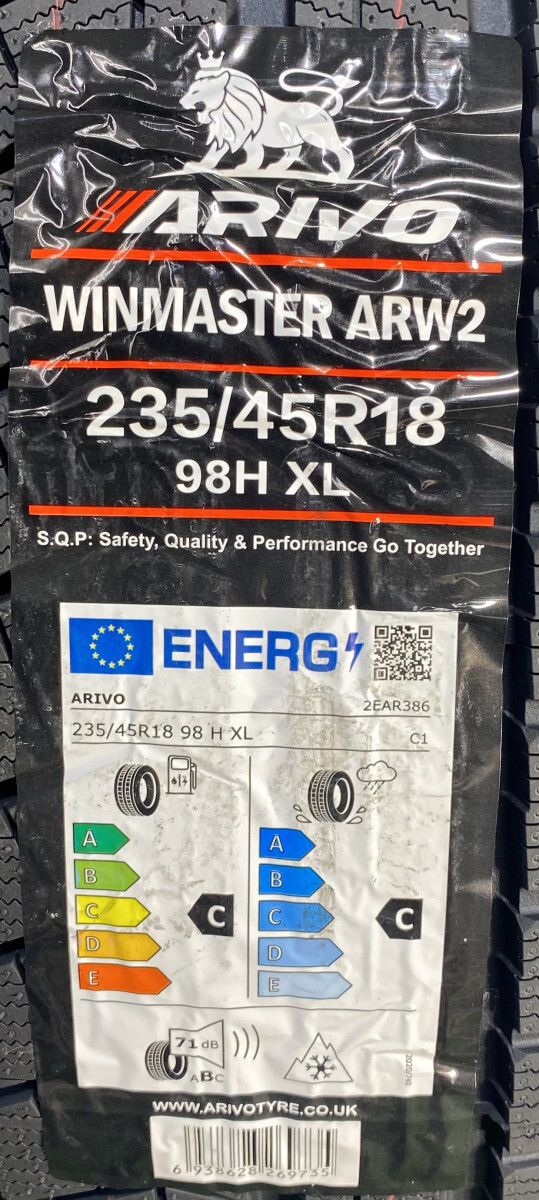 ARIVO
WINMASTER ARW2
235/45R18
98H XL
S.Q.P: Safety, Quality & Performance Go Together
ENERG
ARIVO 2EAR386
235/45R18 98 H XL C1
A A
B B
C C C C
D D
E E
71 dB
ABC
2020/740
WWW.ARIVOTYRE.CO.UK
6 938628 269735